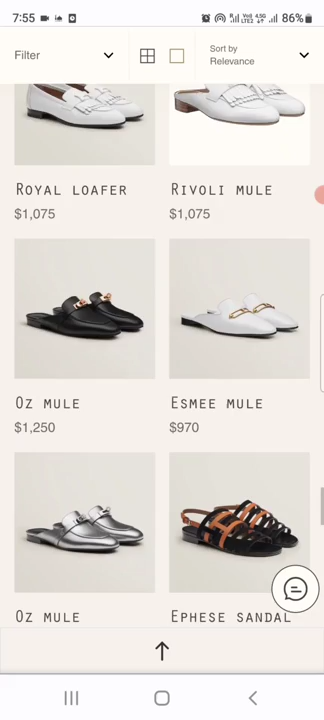 7:55
86%
Filter
Sort by
Relevance
Royal loafer
Rivoli mule
$1,075
$1,075
Oz mule
Esmee mule
$1,250
$970
Oz mule
Ephese sandal